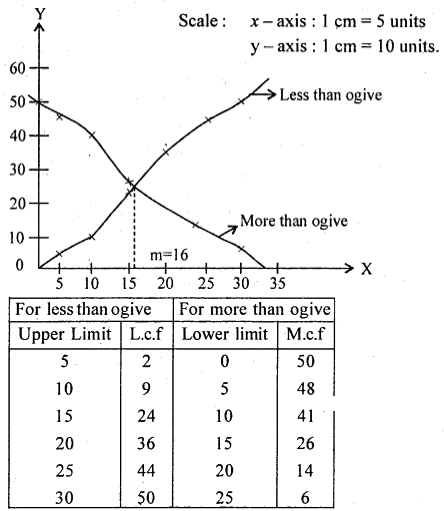 Y
Scale : x – axis : 1 cm = 5 units
y – axis : 1 cm = 10 units.
60
50
Less than ogive
40
30
20
More than ogive
10
m=16
0
5 10 15 20 25 30 35 X
For less than ogive For more than ogive
Upper Limit L.c.f Lower limit M.c.f
5 2 0 50
10 9 5 48
15 24 10 41
20 36 15 26
25 44 20 14
30 50 25 6